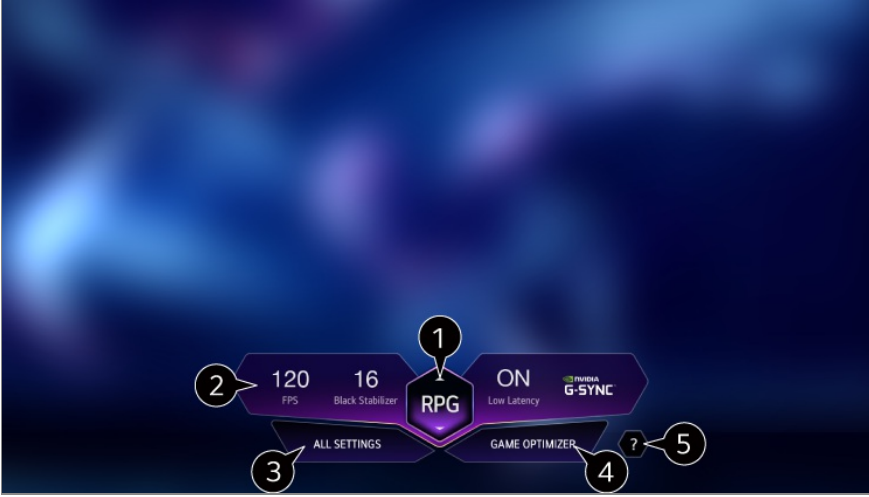 1
2
120
FPS
16
Black Stabilizer
RPG
ON
Low Latency
NVIDIA
G-SYNC
ALL SETTINGS
GAME OPTIMIZER
?
5
3
4